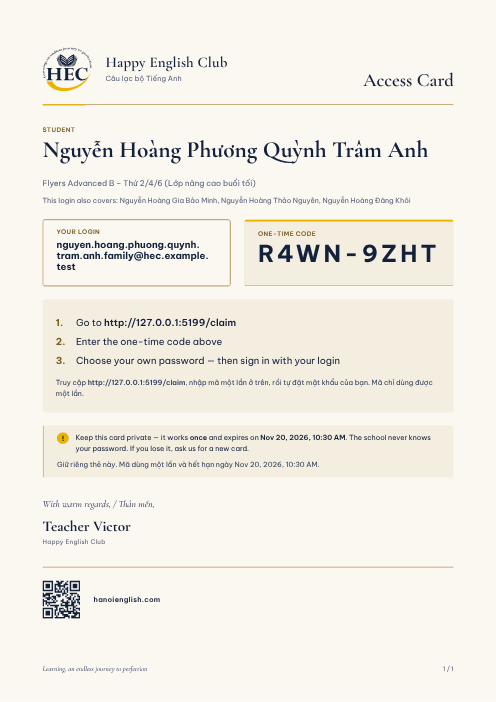 HEC
Happy English Club
Câu lạc bộ Tiếng Anh
Access Card
STUDENT
Nguyễn Hoàng Phương Quỳnh Trâm Anh
Flyers Advanced B – Thứ 2/4/6 (Lớp nâng cao buổi tối)
This login also covers: Nguyễn Hoàng Gia Bảo Minh, Nguyễn Hoàng Thảo Nguyên, Nguyễn Hoàng Đăng Khôi
YOUR LOGIN
nguyen.hoang.phuong.quynh.
tram.anh.family@hec.example.
test
ONE-TIME CODE
R4WN-9ZHT
1. Go to http://127.0.0.1:5199/claim
2. Enter the one-time code above
3. Choose your own password — then sign in with your login
Truy cập http://127.0.0.1:5199/claim, nhập mã một lần ở trên, rồi tự đặt mật khẩu của bạn. Mã chỉ dùng được
một lần.
! Keep this card private — it works once and expires on Nov 20, 2026, 10:30 AM. The school never knows
your password. If you lose it, ask us for a new card.
Giữ riêng thẻ này. Mã dùng một lần và hết hạn ngày Nov 20, 2026, 10:30 AM.
With warm regards, / Thân mến,
Teacher Victor
Happy English Club
hanoienglish.com
Learning, an endless journey to perfection
1 / 1